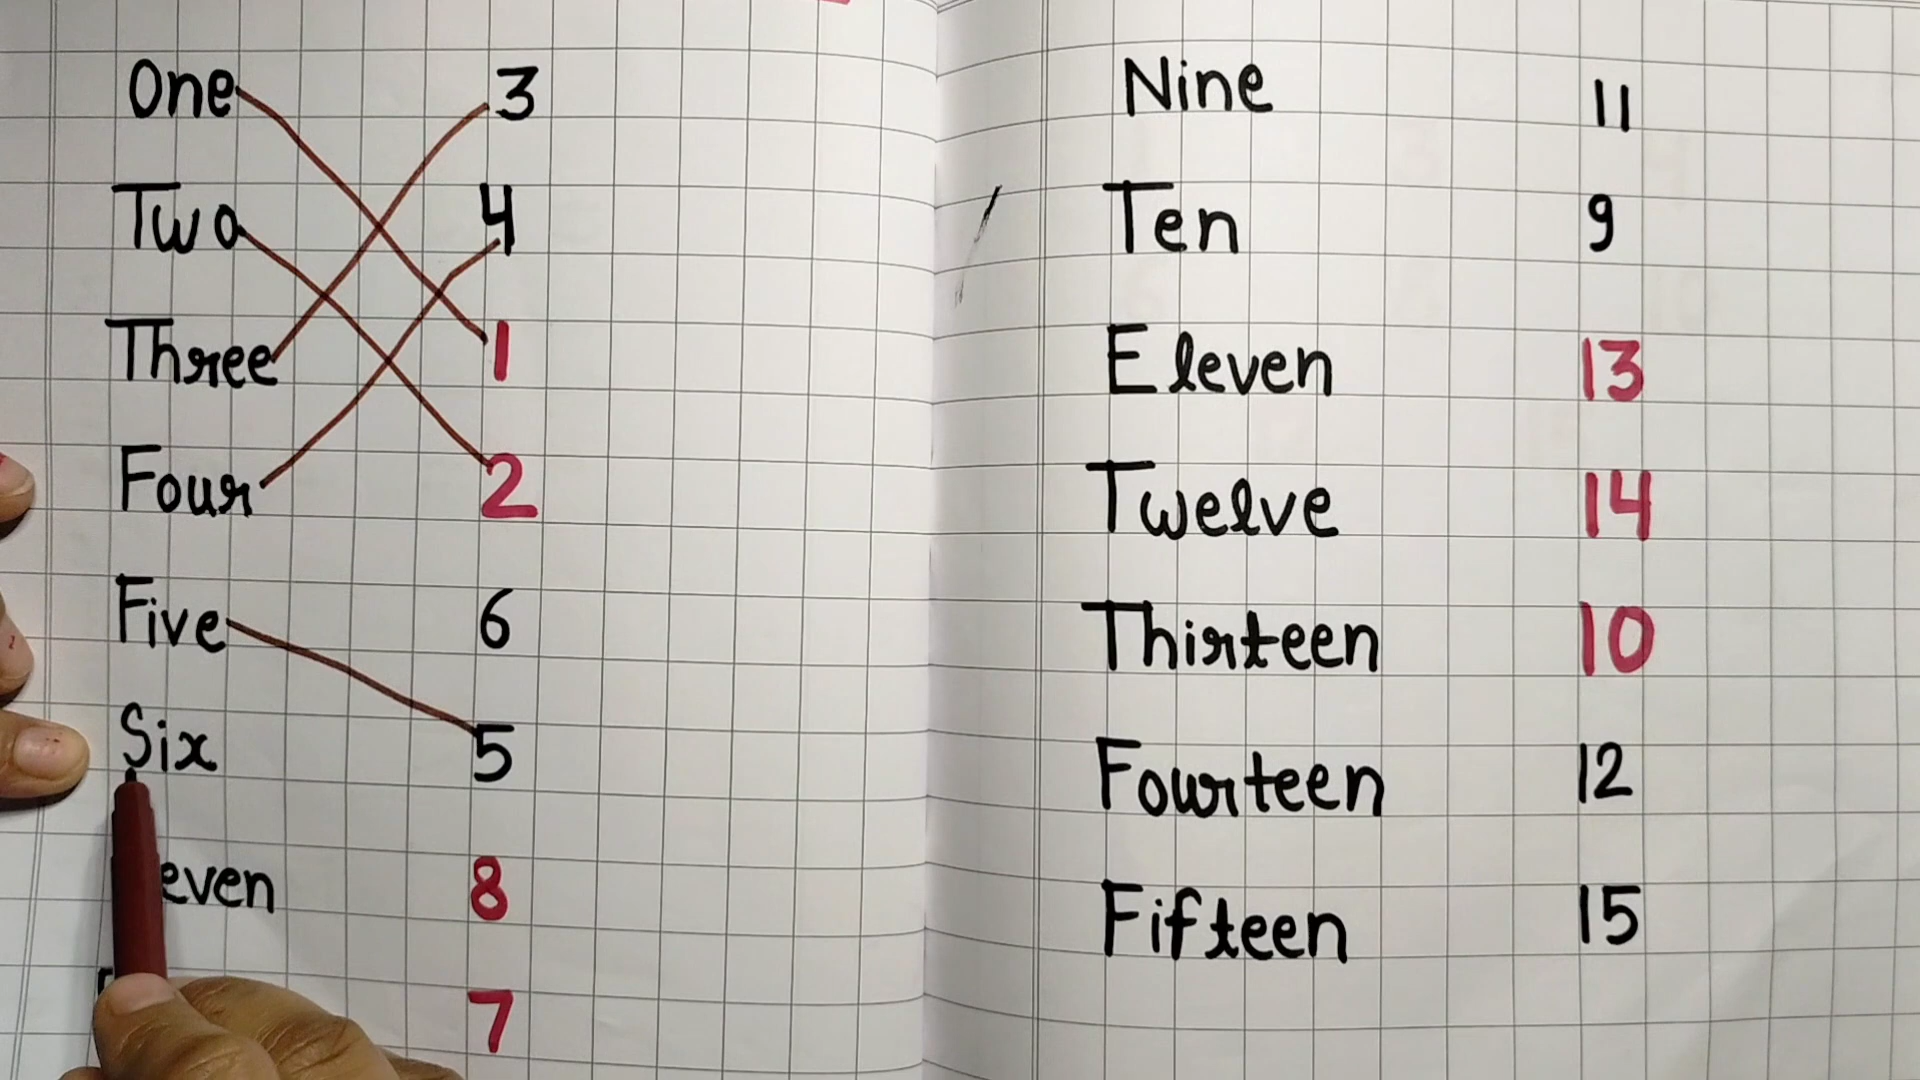 One 3
Two 4
Three 1
Four 2
Five 6
Six 5
even 8
7
Nine 11
Ten 9
Eleven 13
Twelve 14
Thirteen 10
Fourteen 12
Fifteen 15